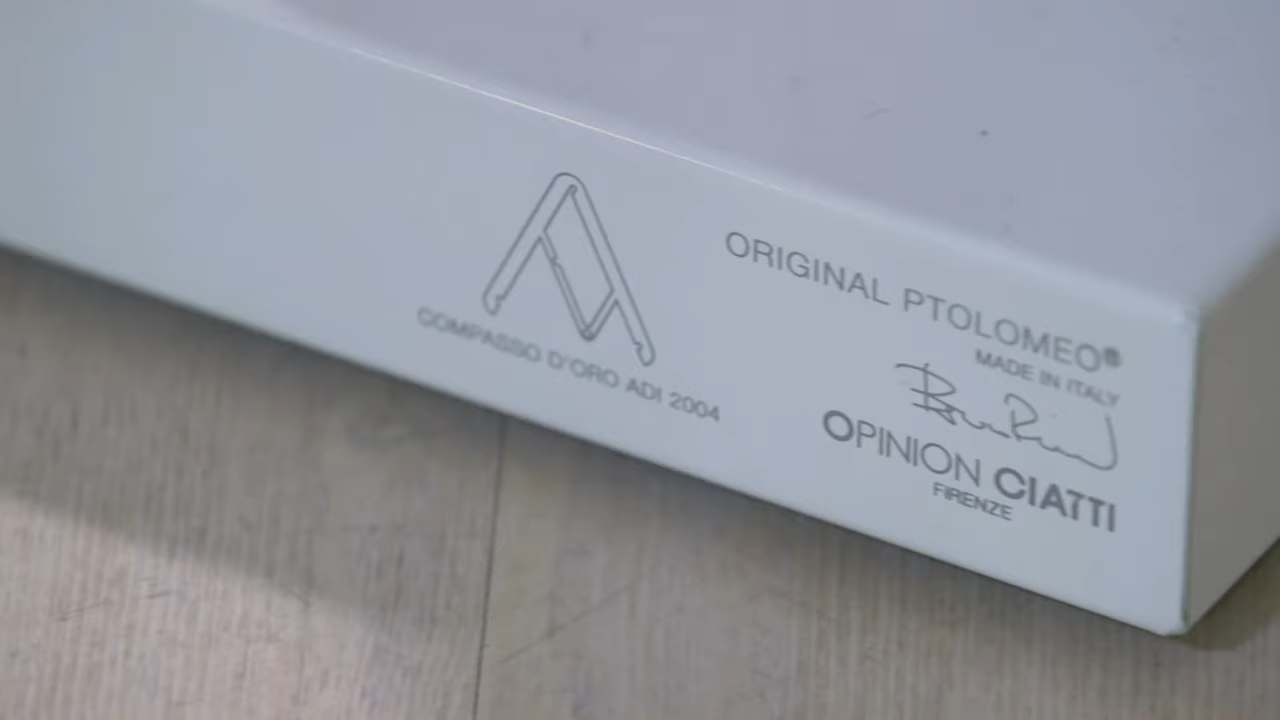 COMPASSO D'ORO ADI 2004
ORIGINAL PTOLOMEO®
MADE IN ITALY
OPINION CIATTI
FIRENZE